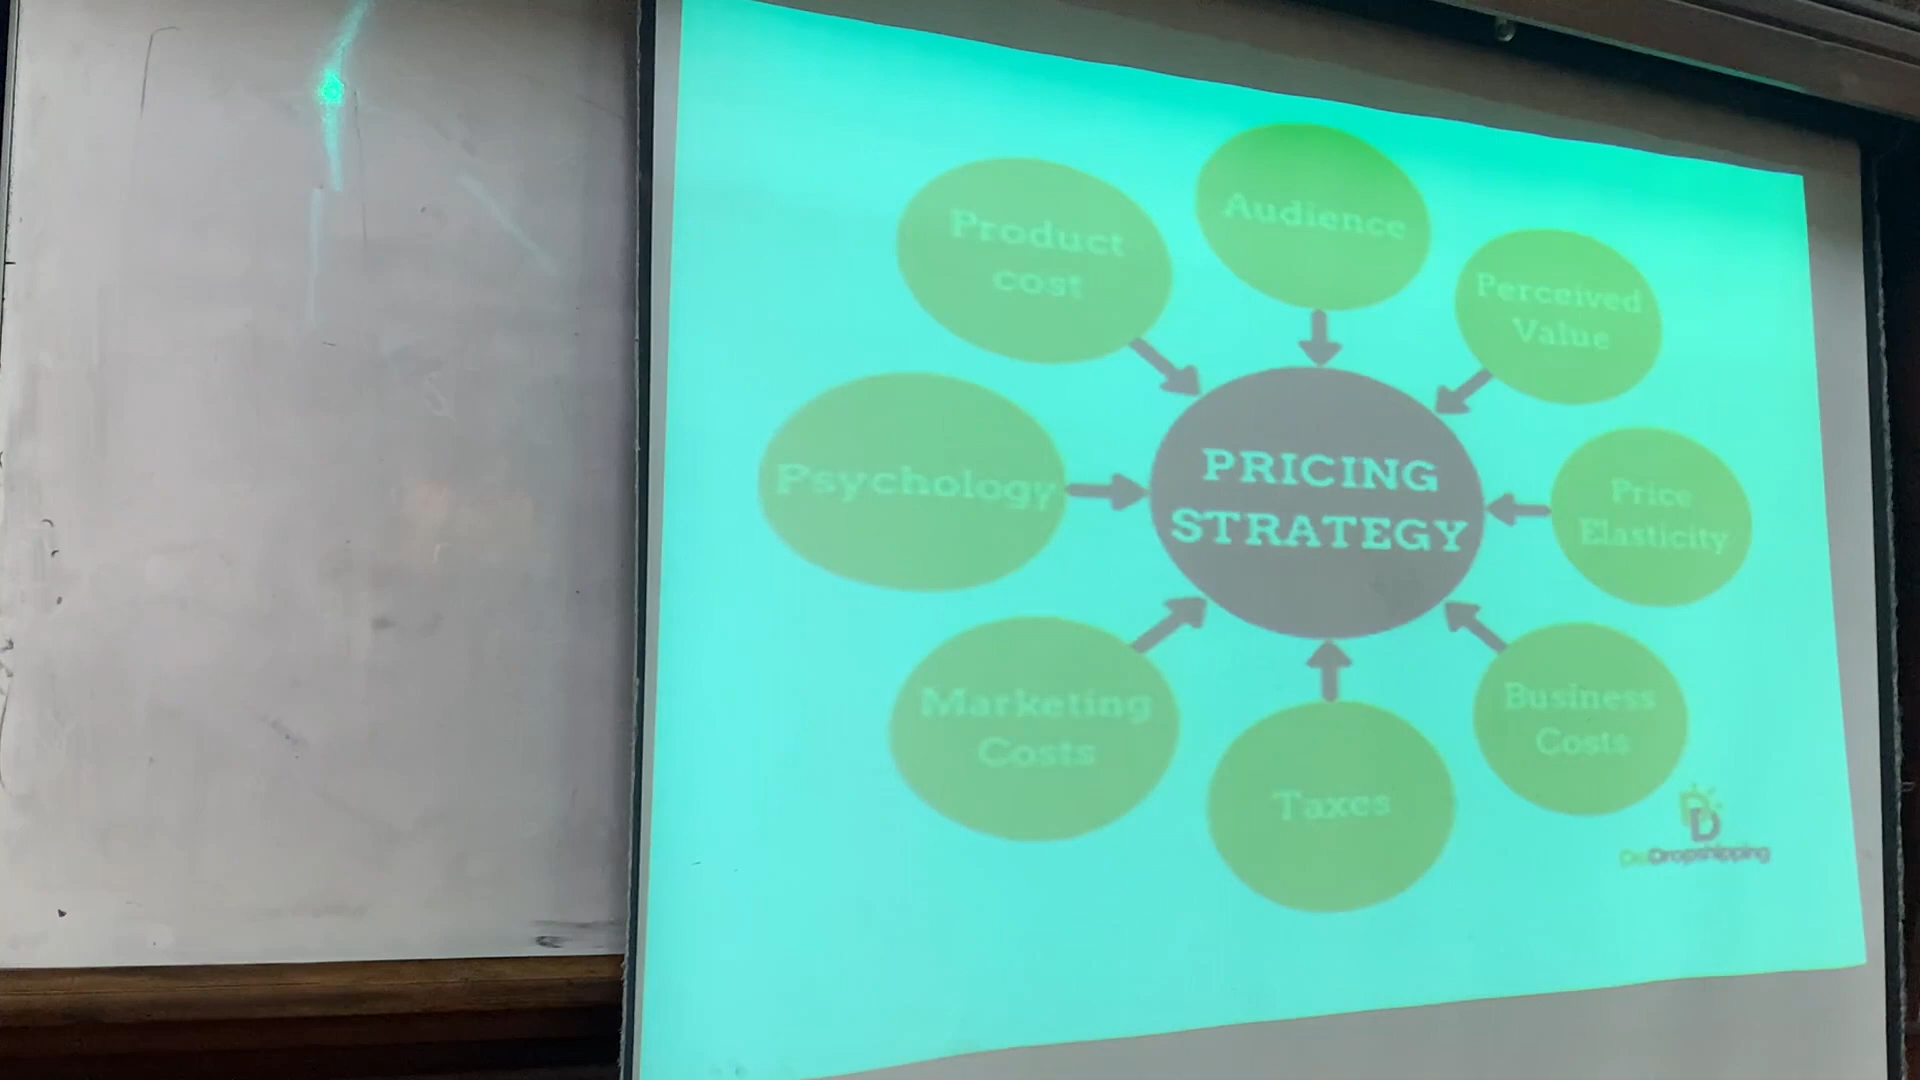 Audience
Product
cost
Perceived
Value
Psychology
PRICING
STRATEGY
Price
Elasticity
Marketing
Costs
Business
Costs
Taxes
DoDropshipping